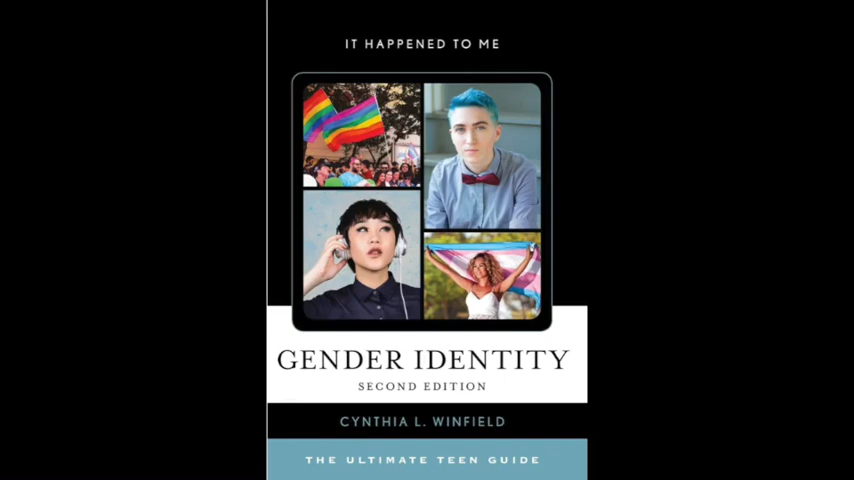 IT HAPPENED TO ME
GENDER IDENTITY
SECOND EDITION
CYNTHIA L. WINFIELD
THE ULTIMATE TEEN GUIDE